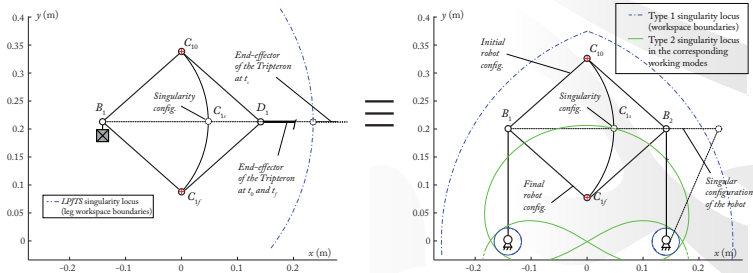 y (m)
0.4
0.35
0.3
0.25
0.2
0.15
0.1
0.05
0
-0.2
-0.1
0
0.1
0.2
x (m)
C10
B1
D1
C1s
C1f
Singularity
config.
End-effector
of the Tripteron
at ts
End-effector
of the Tripteron
at t0 and tf
LPJTS singularity locus
(leg workspace boundaries)
y (m)
0.4
0.35
0.3
0.25
0.2
0.15
0.1
0.05
0
-0.2
-0.1
0
0.1
0.2
x (m)
Type 1 singularity locus
(workspace boundaries)
Type 2 singularity locus
in the corresponding
working modes
Initial
robot
config.
C10
Singularity
config.
C1s
B1
B2
C1f
Final
robot
config.
Singular
configuration
of the robot